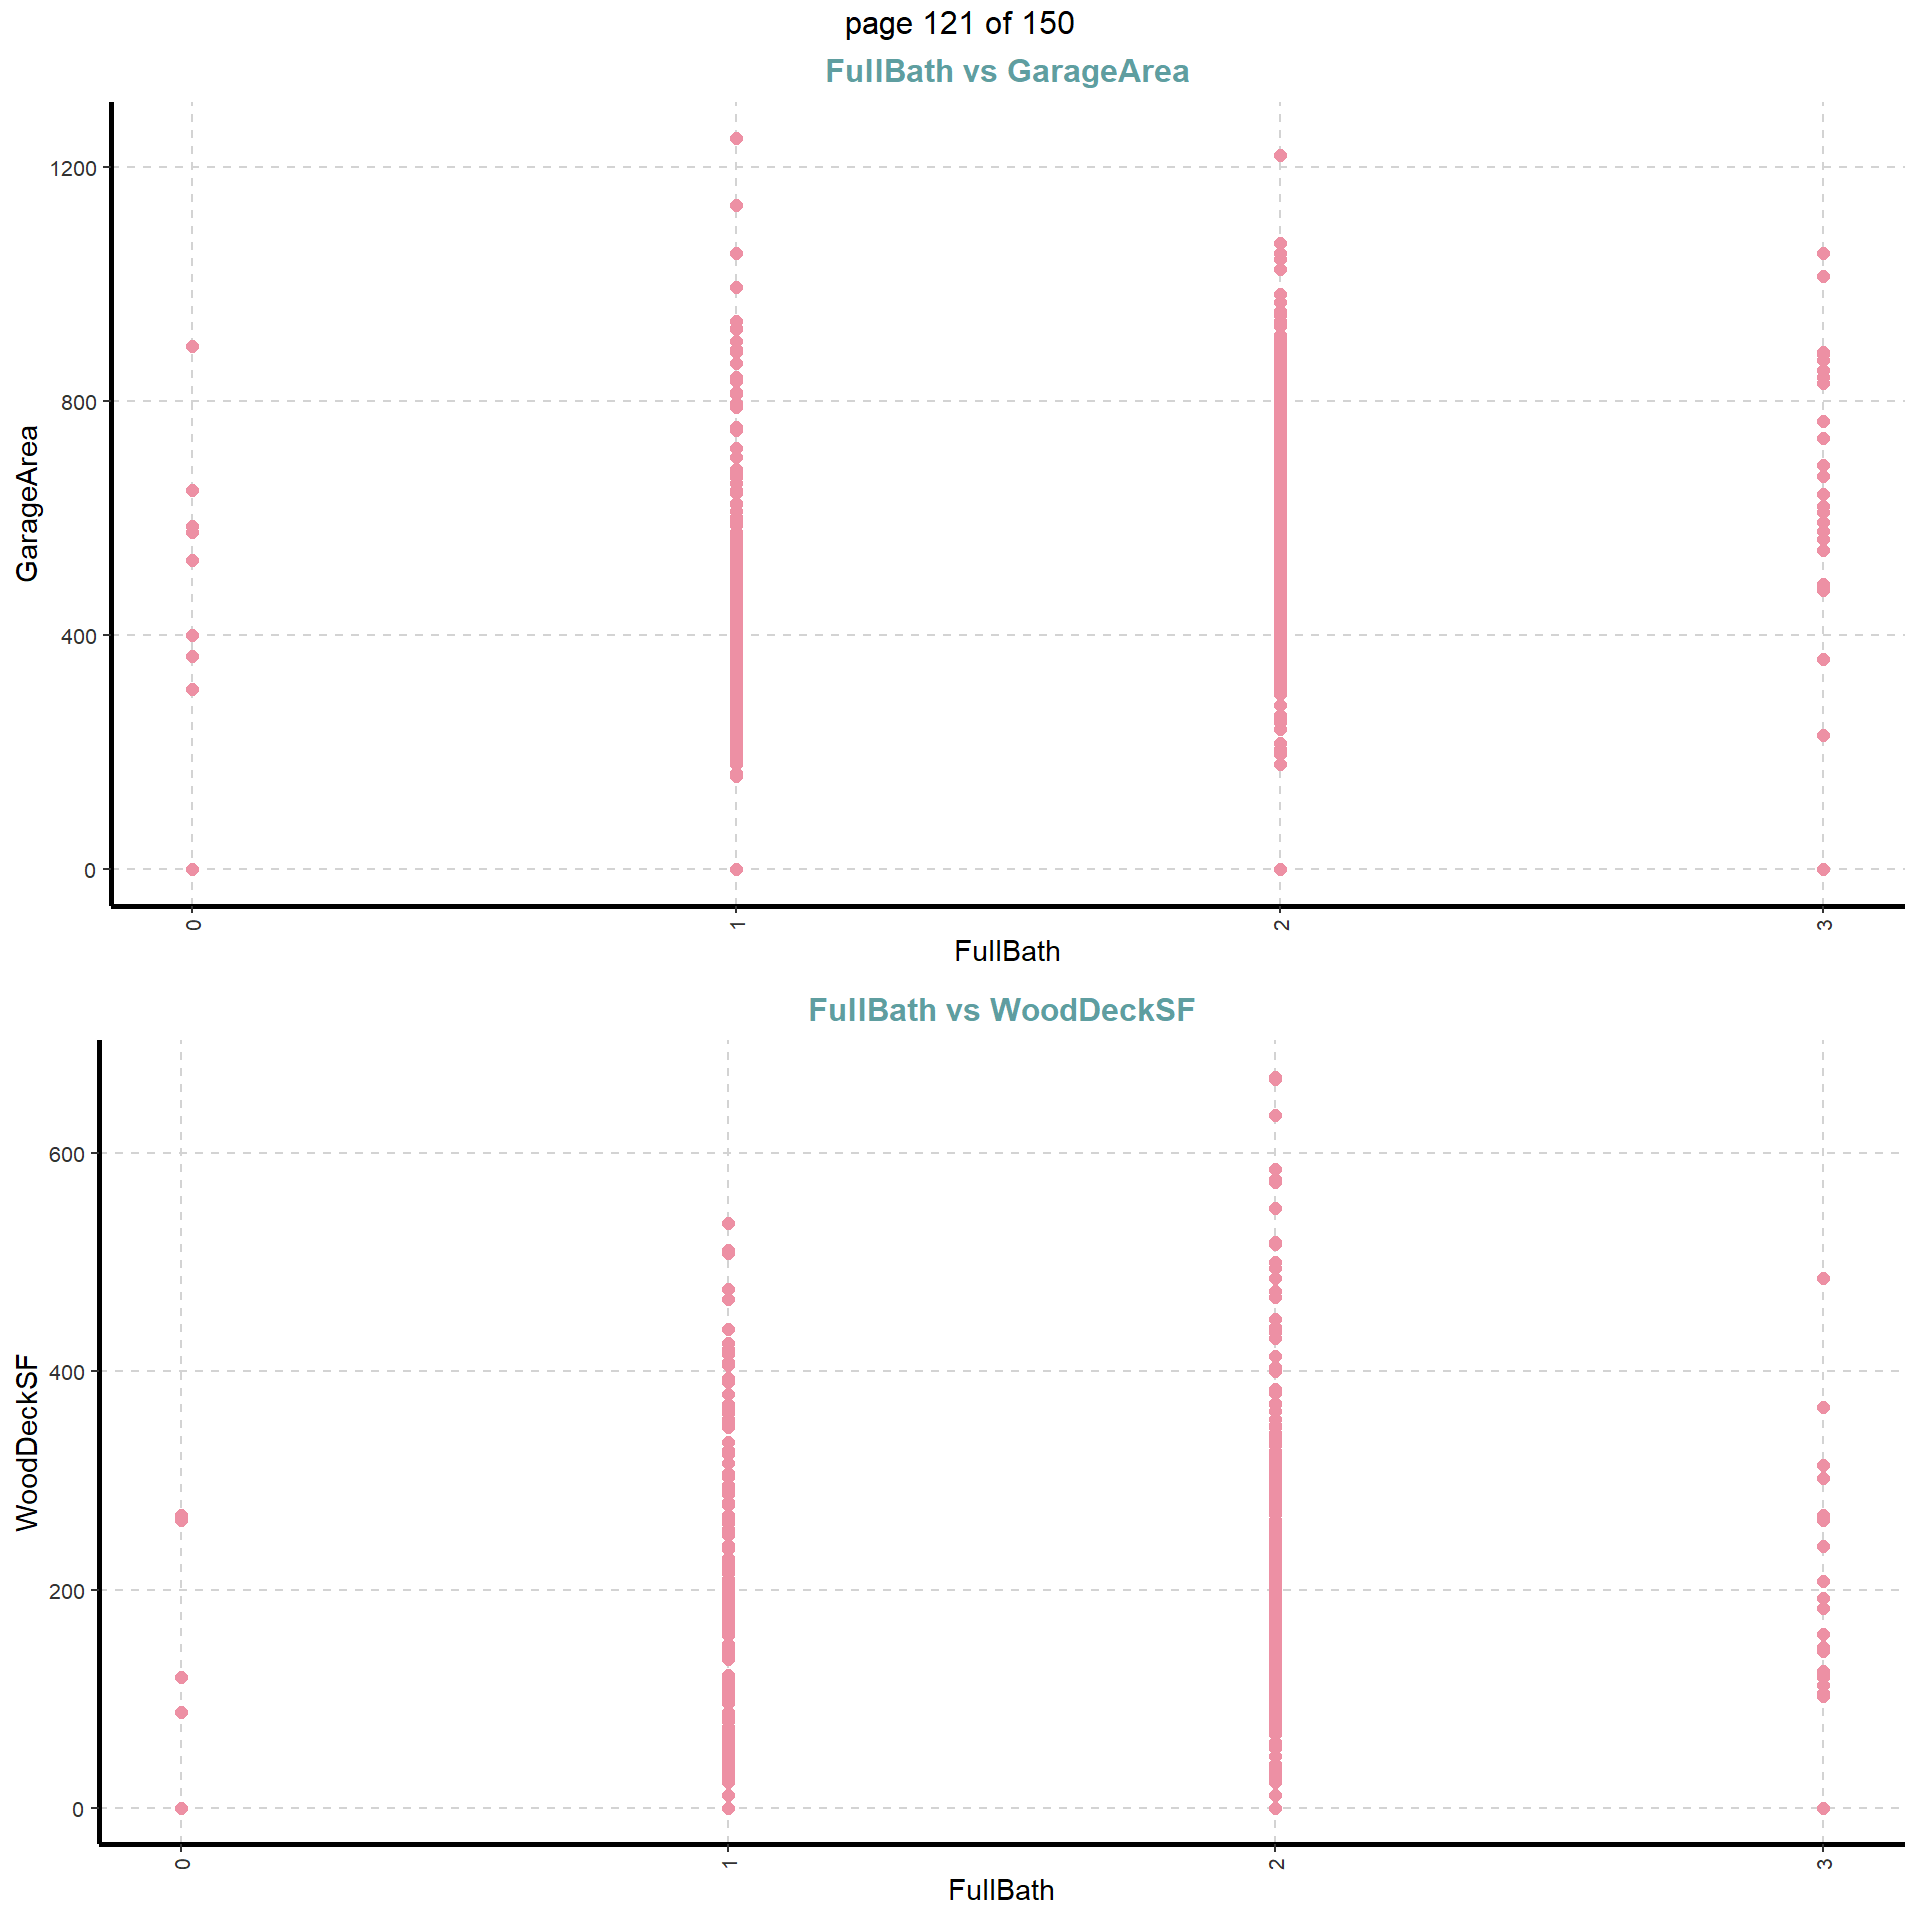 page 121 of 150
FullBath vs GarageArea
1200
800
400
0
GarageArea
0 1 2 3
FullBath
FullBath vs WoodDeckSF
600
400
200
0
WoodDeckSF
0 1 2 3
FullBath